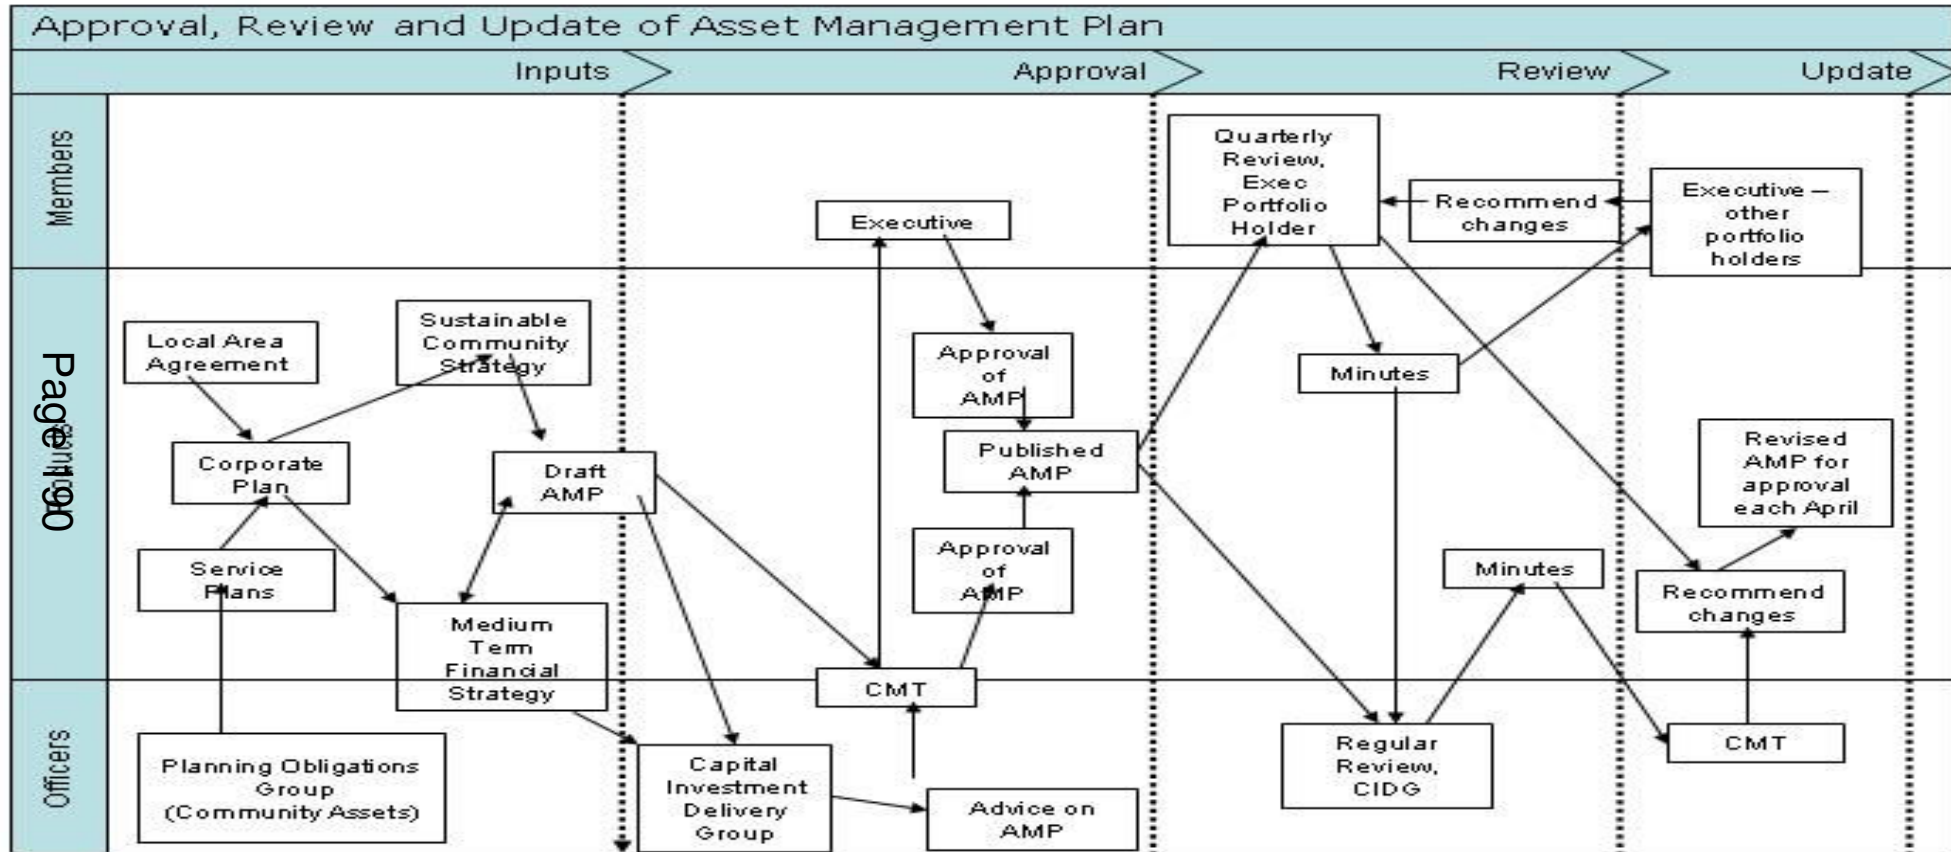 Approval, Review and Update of Asset Management Plan
Inputs
Approval
Review
Update
Members
Quarterly
Review,
Exec
Portfolio
Holder
Recommend
changes
Executive –
other
portfolio
holders
Executive
Page 190
Local Area
Agreement
Sustainable
Community
Strategy
Approval
of
AMP
Minutes
Corporate
Plan
Draft
AMP
Published
AMP
Revised
AMP for
approval
each April
Service
Plans
Approval
of
AMP
Minutes
Recommend
changes
Medium
Term
Financial
Strategy
CMT
Officers
Planning Obligations
Group
(Community Assets)
Capital
Investment
Delivery
Group
Advice on
AMP
Regular
Review,
CIDG
CMT